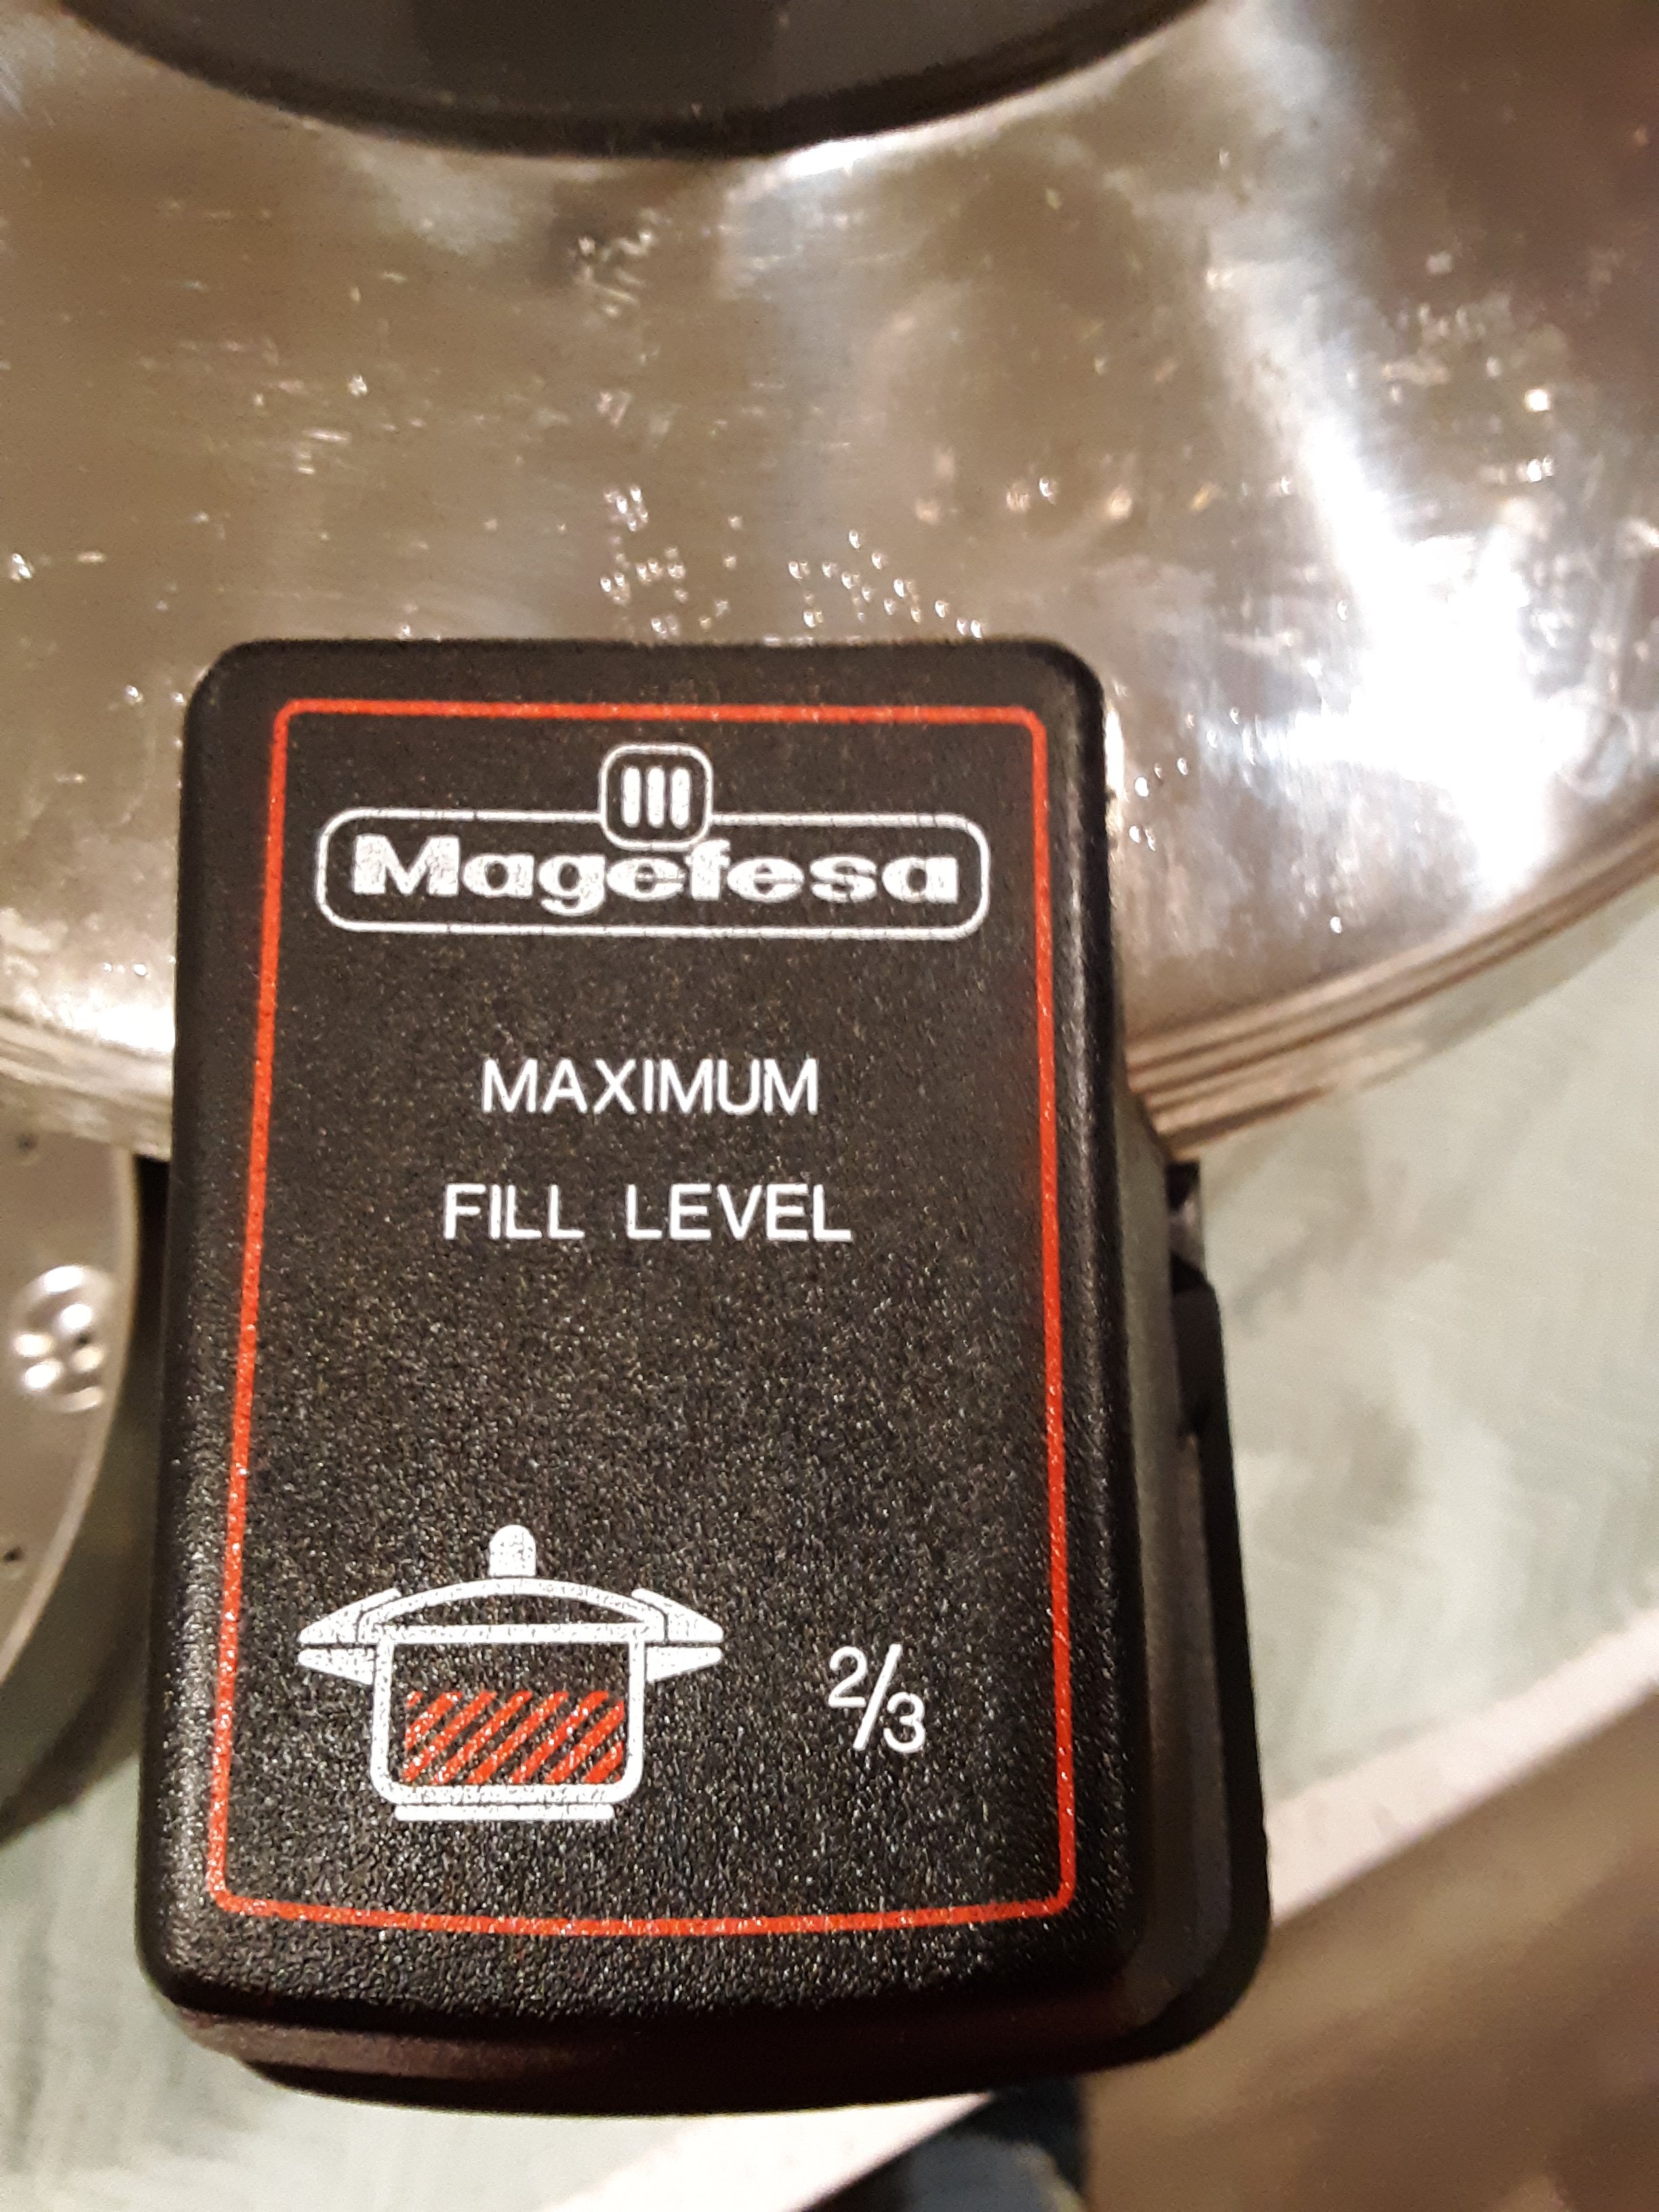 Magefesa
MAXIMUM
FILL LEVEL
2/3